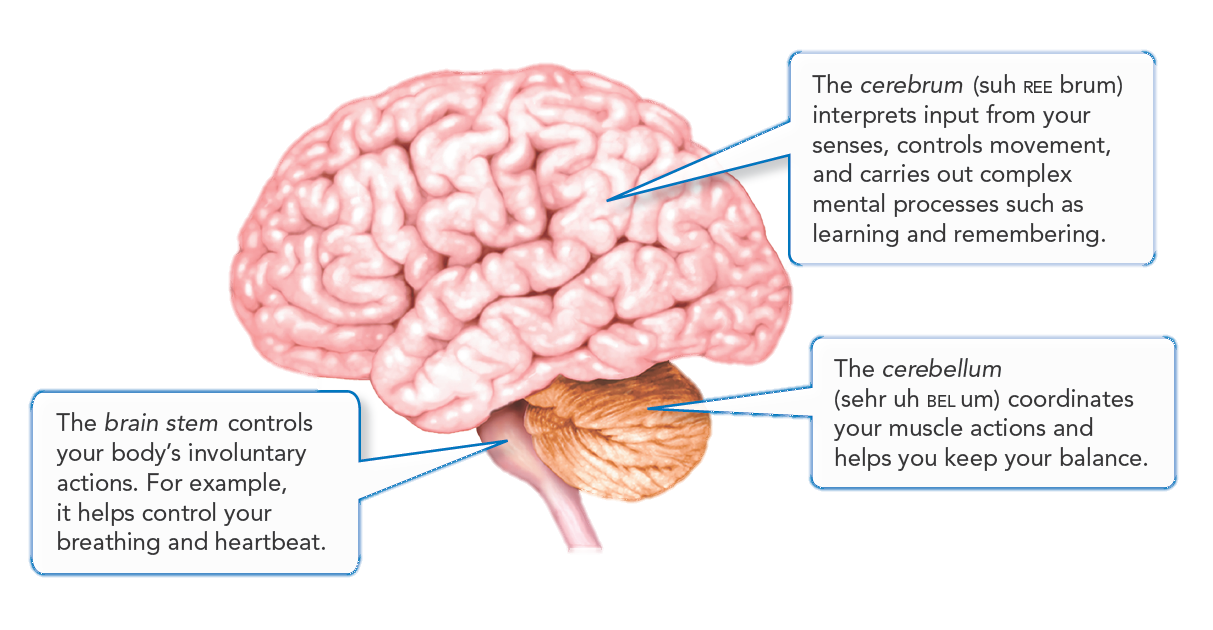 The cerebrum (suh REE brum)
interprets input from your
senses, controls movement,
and carries out complex
mental processes such as
learning and remembering.
The cerebellum
(sehr uh BEL um) coordinates
your muscle actions and
helps you keep your balance.
The brain stem controls
your body’s involuntary
actions. For example,
it helps control your
breathing and heartbeat.